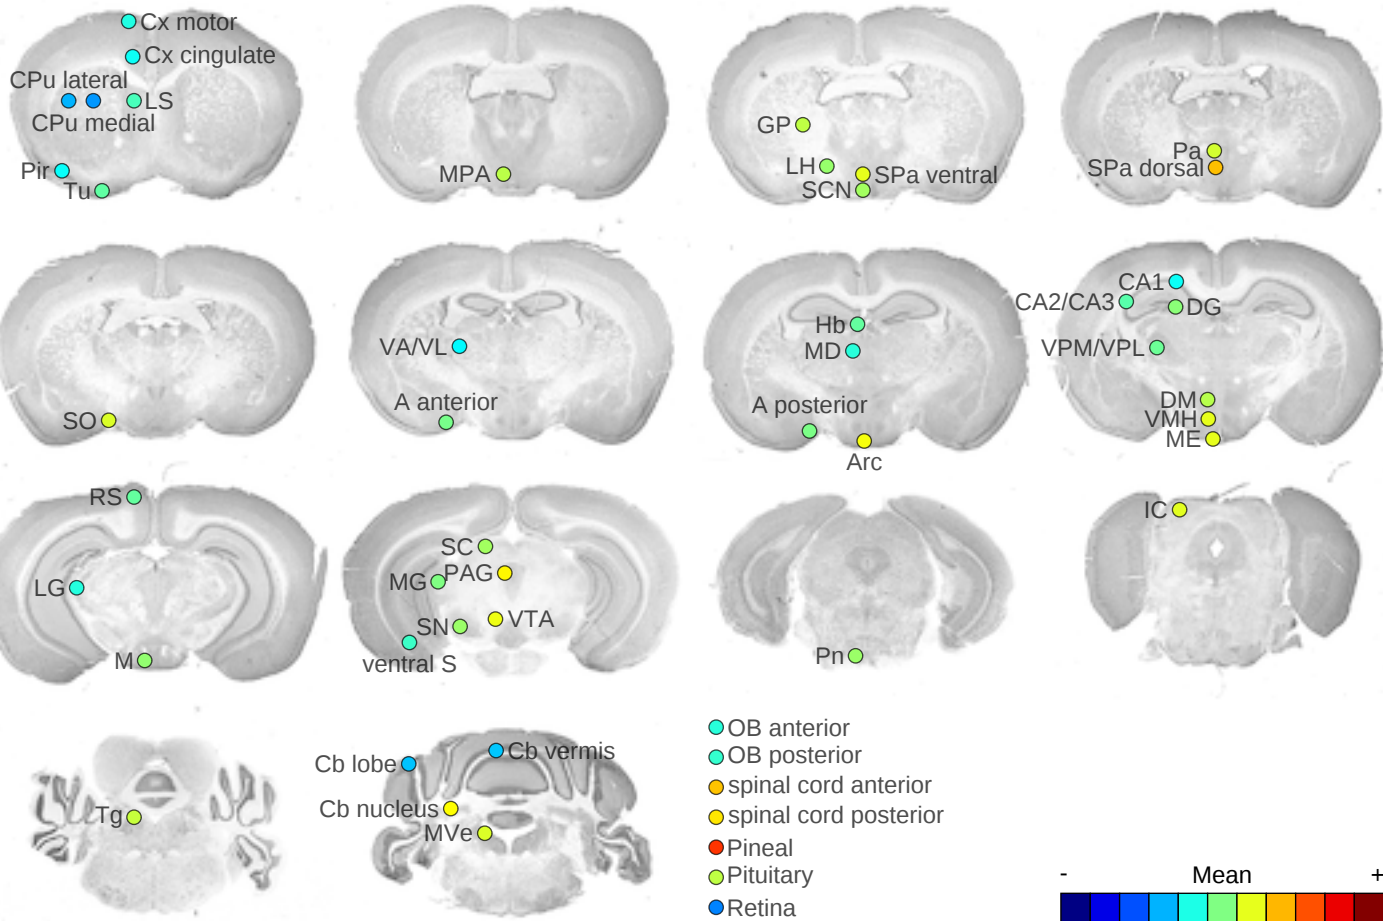 Cx motor
Cx cingulate
CPu lateral
LS
CPu medial
Pir
Tu
MPA
GP
LH
SPa ventral
SCN
Pa
SPa dorsal
SO
VA/VL
A anterior
Hb
MD
A posterior
Arc
CA1
CA2/CA3
DG
VPM/VPL
DM
VMH
ME
RS
LG
M
SC
PAG
MG
VTA
SN
ventral S
Pn
IC
Tg
Cb lobe
Cb vermis
Cb nucleus
MVe
OB anterior
OB posterior
spinal cord anterior
spinal cord posterior
Pineal
Pituitary
Retina
- Mean +